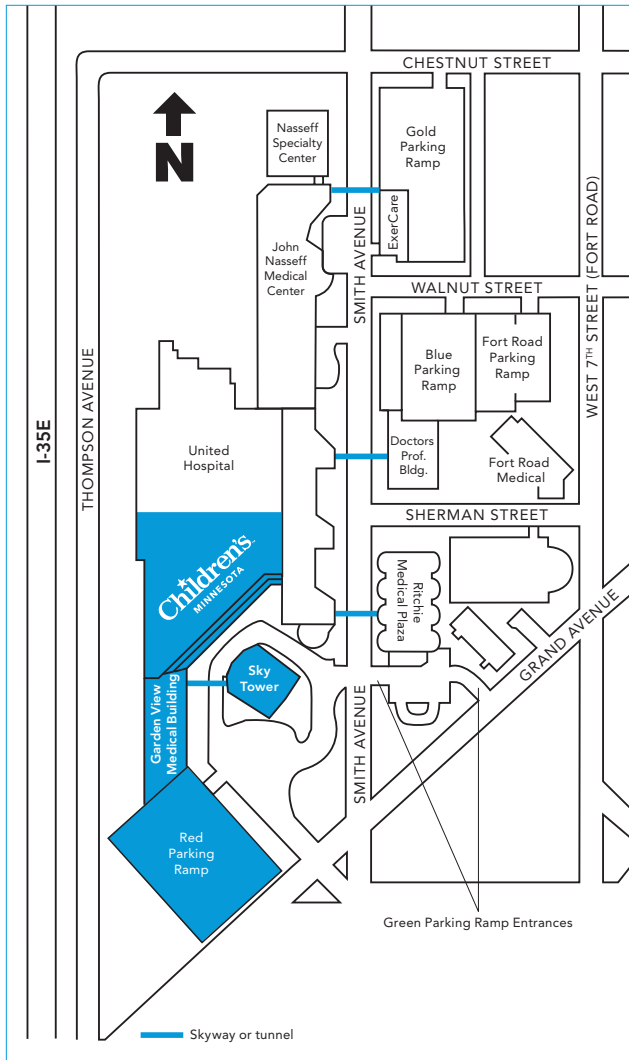 CHESTNUT STREET
N
Nasseff
Specialty
Center
Gold
Parking
Ramp
ExerCare
SMITH AVENUE
WEST 7TH STREET (FORT ROAD)
John
Nasseff
Medical
Center
WALNUT STREET
Blue
Parking
Ramp
Fort Road
Parking
Ramp
I-35E
THOMPSON AVENUE
United
Hospital
Doctors
Prof.
Bldg.
Fort Road
Medical
SHERMAN STREET
Children's
MINNESOTA
Ritchie
Medical Plaza
GRAND AVENUE
Sky
Tower
Garden View
Medical Building
SMITH AVENUE
Red
Parking
Ramp
Green Parking Ramp Entrances
Skyway or tunnel